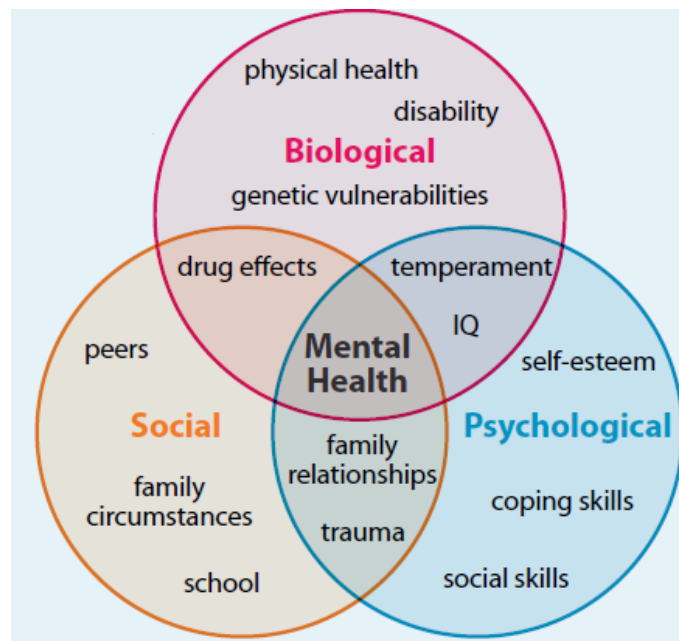 physical health
disability
Biological
genetic vulnerabilities
drug effects
temperament
IQ
peers
Mental
Health
self-esteem
Social
Psychological
family
relationships
family
circumstances
coping skills
trauma
school
social skills